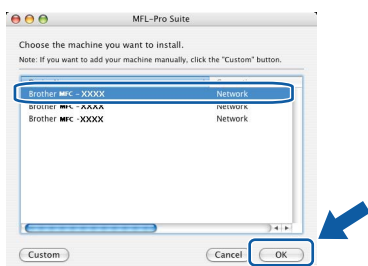 MFL-Pro Suite
Choose the machine you want to install.
Note: If you want to add your machine manually, click the "Custom" button.
Brother MFC - XXXX Network
Brother MFC - XXXX Network
Brother MFC -XXXX Network
Custom Cancel OK